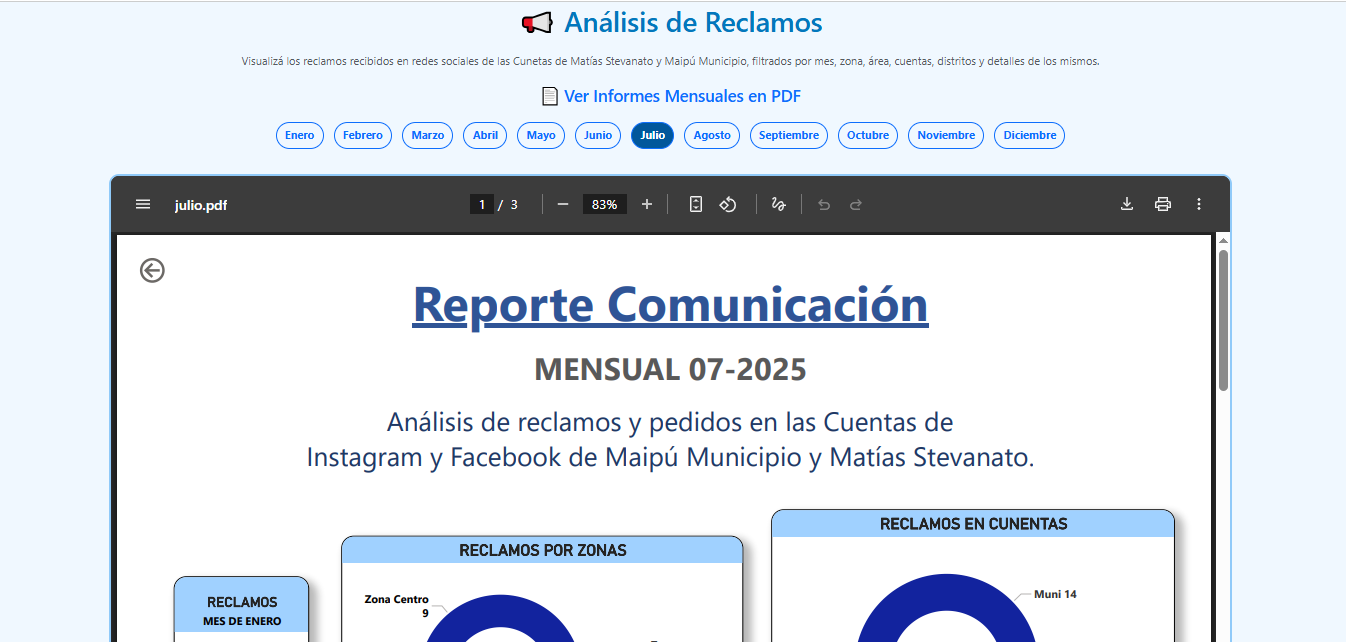 Análisis de Reclamos
Visualizá los reclamos recibidos en redes sociales de las Cunetas de Matías Stevanato y Maipú Municipio, filtrados por mes, zona, área, cuentas, distritos y detalles de los mismos.
Ver Informes Mensuales en PDF
Enero Febrero Marzo Abril Mayo Junio Julio Agosto Septiembre Octubre Noviembre Diciembre
julio.pdf 1 / 3 83%
Reporte Comunicación
MENSUAL 07-2025
Análisis de reclamos y pedidos en las Cuentas de
Instagram y Facebook de Maipú Municipio y Matías Stevanato.
RECLAMOS EN CUNENTAS
RECLAMOS POR ZONAS
Muni 14
Zona Centro
9
RECLAMOS
MES DE ENERO